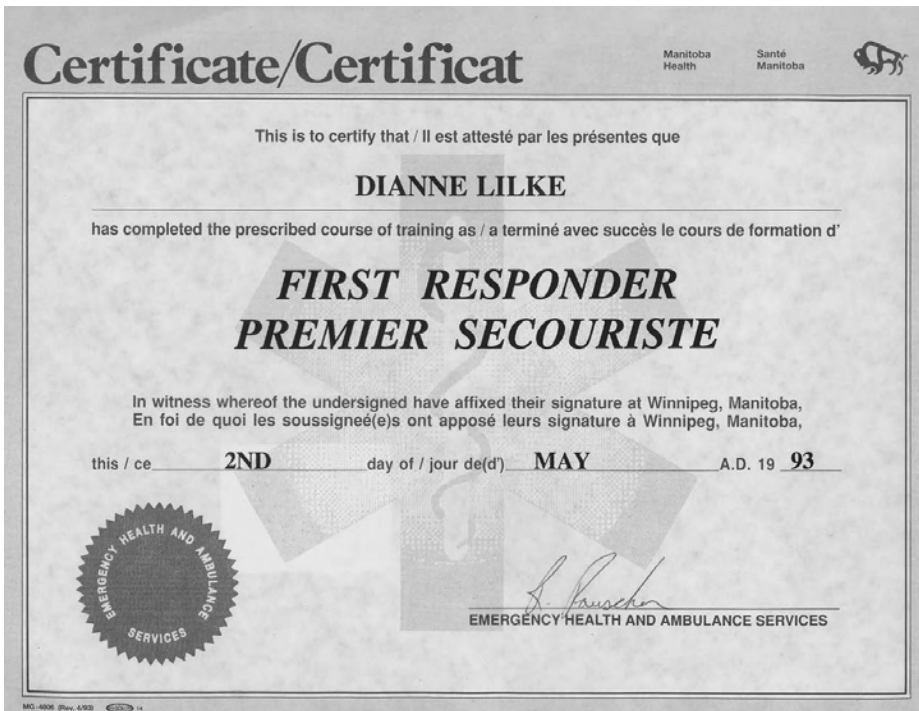 Certificate/Certificat
Manitoba Health
Santé Manitoba
This is to certify that / Il est attesté par les présentes que
DIANNE LILKE
has completed the prescribed course of training as / a terminé avec succès le cours de formation d'
FIRST RESPONDER
PREMIER SECOURISTE
In witness whereof the undersigned have affixed their signature at Winnipeg, Manitoba,
En foi de quoi les soussigneé(e)s ont apposé leurs signature à Winnipeg, Manitoba,
this / ce 2ND day of / jour de(d') MAY A.D. 19 93
EMERGENCY HEALTH AND AMBULANCE SERVICES
EMERGENCY HEALTH AND AMBULANCE SERVICES
MG-4906 (Rev. 4/93)